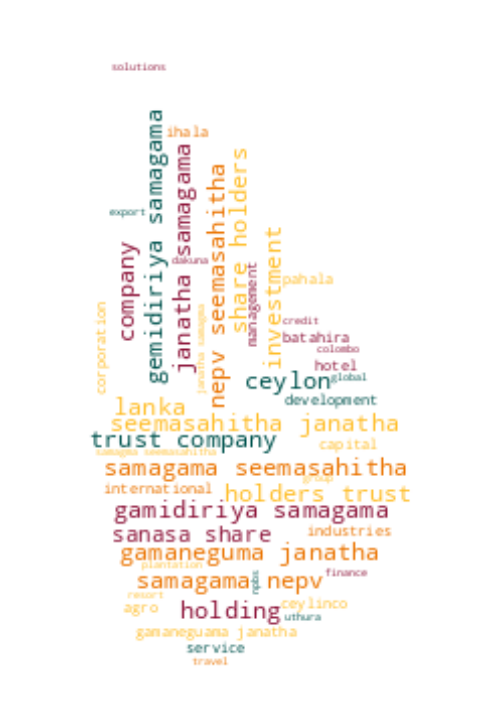 solutions
gemidiriya samagama
ihala
janatha samagama
nepv seemasahitha
share holders
export
company
dakuna
management
investment
pahala
corporation
janatha samagma
credit
batahira
colombo
hotel
ceylon
global
development
lanka
seemasahitha janatha
trust company
capital
samagma seemasahitha
samagama seemasahitha
group
international
holders trust
gamidiriya samagama
sanasa share
industries
gamaneguma janatha
plantation
samagama nepv
npbs
finance
resort
agro
holding
ceylinco
uthura
gamaneguama janatha
service
travel